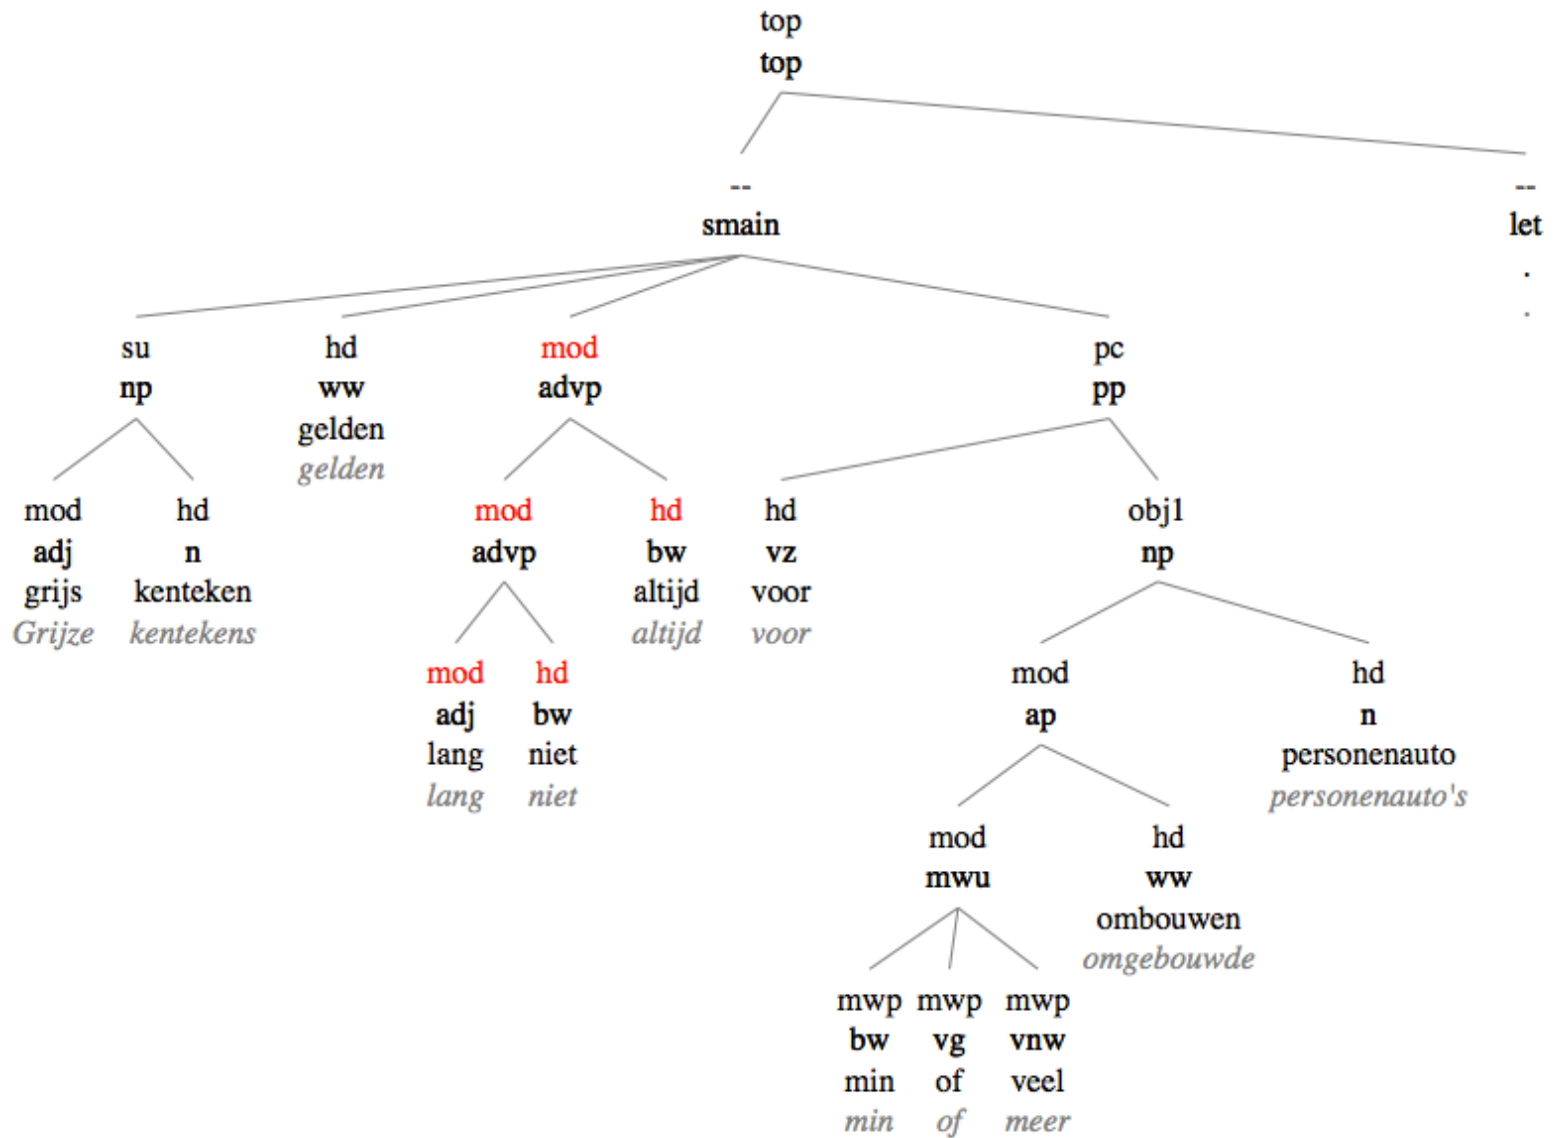 top
top
-- --
smain let
.
.
su hd mod pc
np ww advp pp
gelden
gelden
mod hd mod hd hd obj1
adj n advp bw vz np
grijs kenteken altijd voor
Grijze kentekens altijd voor
mod hd mod hd
adj bw ap n
lang niet personenauto
lang niet personenauto's
mod hd
mwu ww
ombouwen
omgebouwde
mwp mwp mwp
bw vg vnw
min of veel
min of meer